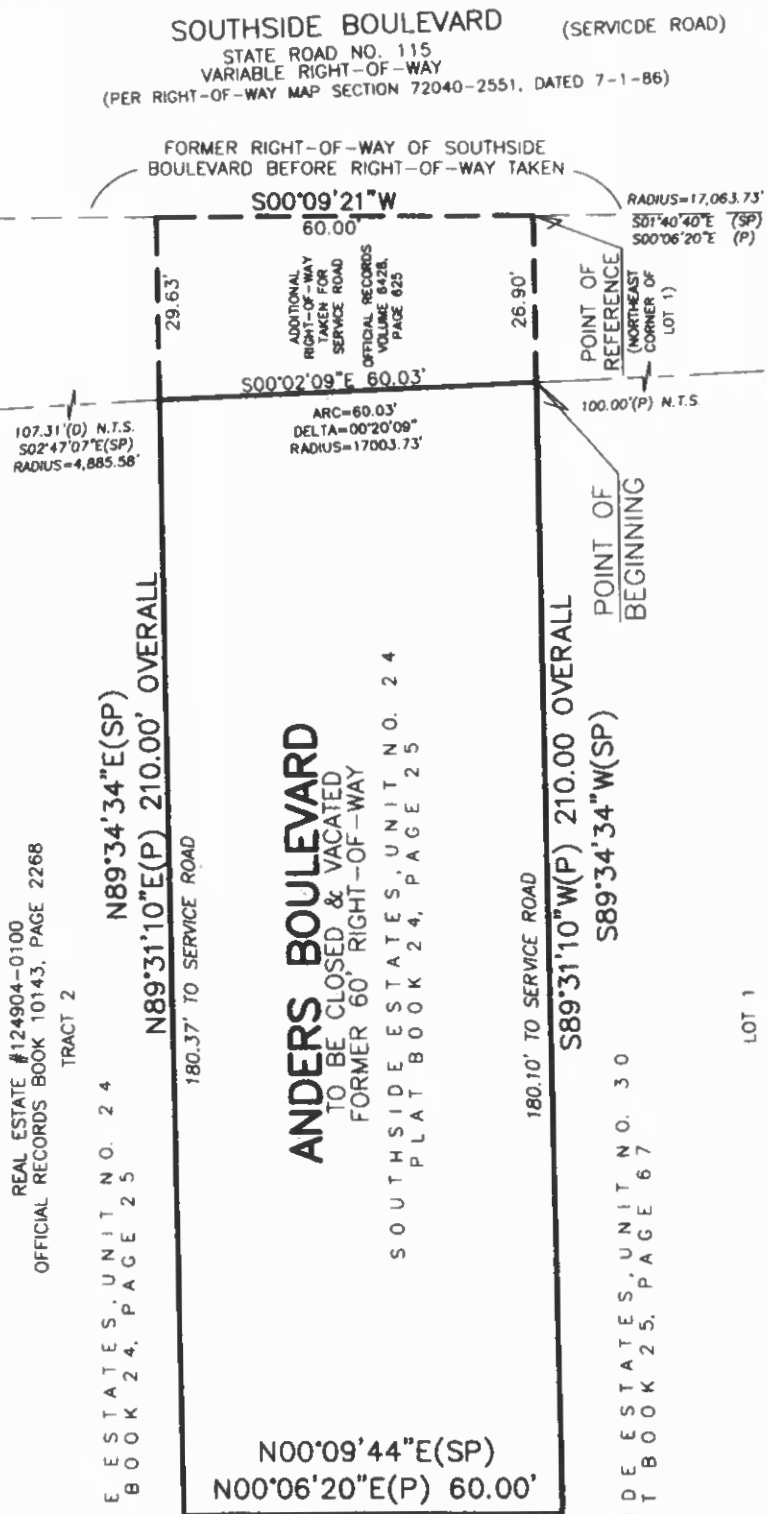 SOUTHSIDE BOULEVARD (SERVICDE ROAD)
STATE ROAD NO. 115
VARIABLE RIGHT-OF-WAY
(PER RIGHT-OF-WAY MAP SECTION 72040-2551, DATED 7-1-86)
FORMER RIGHT-OF-WAY OF SOUTHSIDE
BOULEVARD BEFORE RIGHT-OF-WAY TAKEN
S00°09'21"W
60.00'
RADIUS=17,063.73'
S01°40'40"E (SP)
S00°06'20"E (P)
29.63'
ADDITIONAL
RIGHT-OF-WAY
TAKEN FOR
SERVICE ROAD
OFFICIAL RECORDS
VOLUME 6428,
PAGE 625
26.90'
POINT OF
REFERENCE
(NORTHEAST
CORNER OF
LOT 1)
S00°02'09"E 60.03'
ARC=60.03'
DELTA=00°20'09"
RADIUS=17003.73'
107.31'(D) N.T.S.
S02°47'07"E(SP)
RADIUS=4,885.58'
100.00'(P) N.T.S.
POINT OF
BEGINNING
REAL ESTATE #124904-0100
OFFICIAL RECORDS BOOK 10143, PAGE 2268
TRACT 2
E ESTATES, UNIT NO. 24
BOOK 24, PAGE 25
N89°34'34"E(SP)
N89°31'10"E(P) 210.00' OVERALL
180.37' TO SERVICE ROAD
ANDERS BOULEVARD
TO BE CLOSED & VACATED
FORMER 60' RIGHT-OF-WAY
SOUTHSIDE ESTATES, UNIT NO. 24
PLAT BOOK 24, PAGE 25
180.10' TO SERVICE ROAD
S89°31'10"W(P) 210.00 OVERALL
S89°34'34"W(SP)
DE ESTATES, UNIT NO. 30
T BOOK 25, PAGE 67
LOT 1
N00°09'44"E(SP)
N00°06'20"E(P) 60.00'